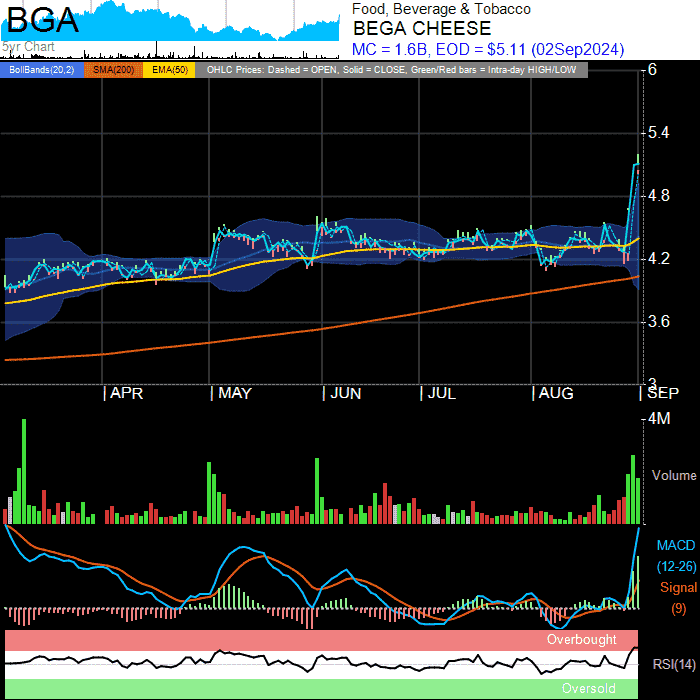 BGA
5yr Chart
Food, Beverage & Tobacco
BEGA CHEESE
MC = 1.6B, EOD = $5.11 (02Sep2024)
BollBands(20,2) SMA(200) EMA(50) OHLC Prices: Dashed = OPEN, Solid = CLOSE, Green/Red bars = Intra-day HIGH/LOW
6
5.4
4.8
4.2
3.6
3
APR MAY JUN JUL AUG SEP
4M
Volume
MACD
(12-26)
Signal
(9)
Overbought
RSI(14)
Oversold